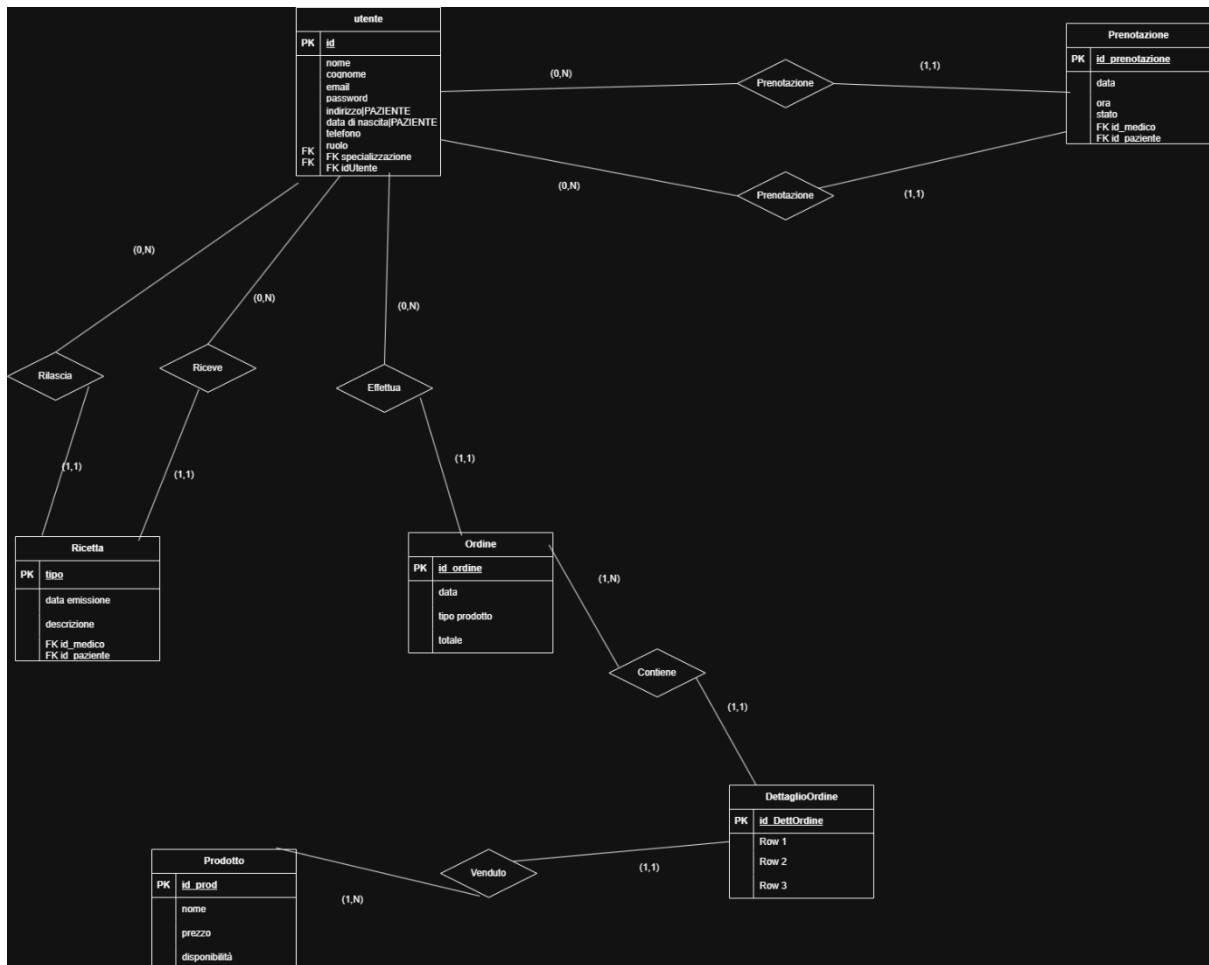 utente
PK id
nome
cognome
email
password
indirizzo|PAZIENTE
data di nascita|PAZIENTE
telefono
ruolo
FK FK specializzazione
FK FK idUtente
Prenotazione
PK id_prenotazione
data
ora
stato
FK id_medico
FK id_paziente
(0,N)
Prenotazione
(1,1)
(0,N)
Prenotazione
(1,1)
(0,N)
(0,N)
(0,N)
Rilascia
Riceve
Effettua
(1,1)
(1,1)
(1,1)
Ricetta
PK tipo
data emissione
descrizione
FK id_medico
FK id_paziente
Ordine
PK id_ordine
data
tipo prodotto
totale
(1,N)
Contiene
(1,1)
DettaglioOrdine
PK id_DettOrdine
Row 1
Row 2
Row 3
Prodotto
PK id_prod
nome
prezzo
disponibilità
(1,N)
Venduto
(1,1)